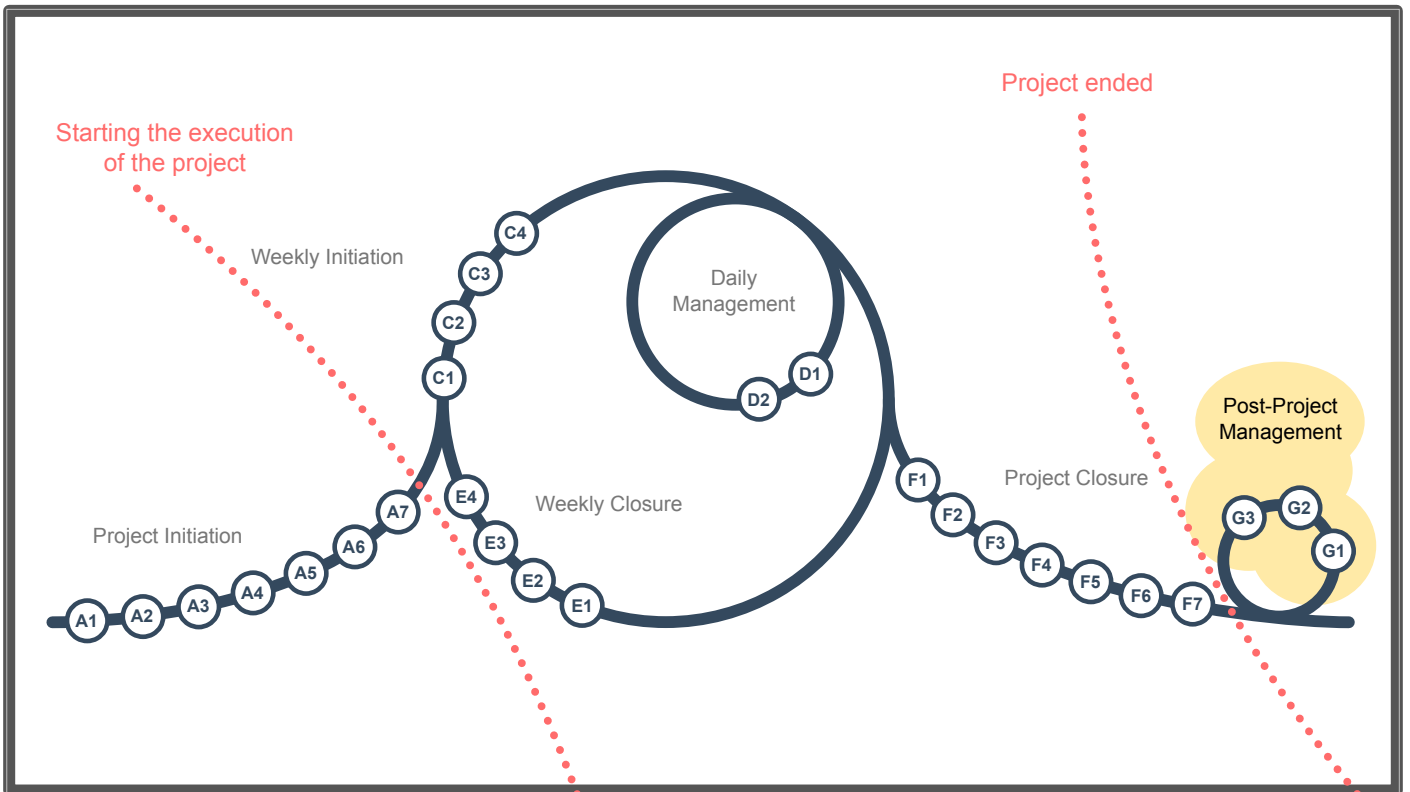 Project ended
Starting the execution
of the project
Weekly Initiation
C4
C3
C2
C1
Daily
Management
D1
D2
Post-Project
Management
Project Initiation
A1
A2
A3
A4
A5
A6
A7
Weekly Closure
E4
E3
E2
E1
Project Closure
F1
F2
F3
F4
F5
F6
F7
G3
G2
G1